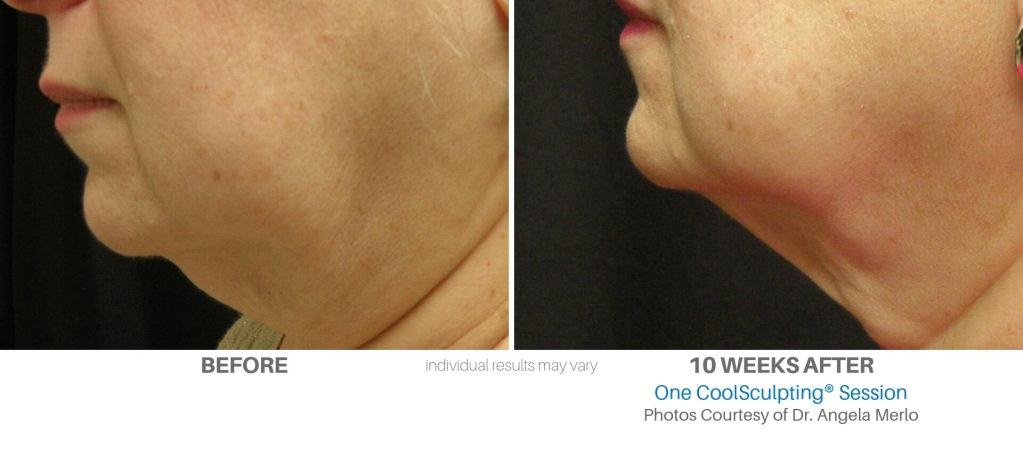 BEFORE
individual results may vary
10 WEEKS AFTER
One CoolSculpting® Session
Photos Courtesy of Dr. Angela Merlo